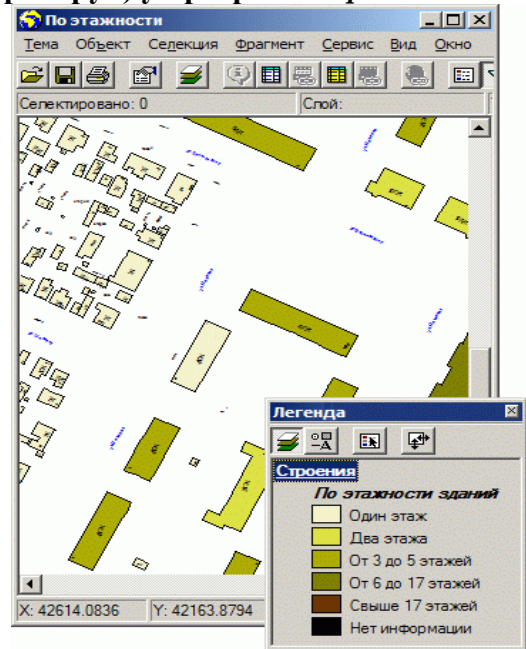 По этажности
Тема Объект Селекция Фрагмент Сервис Вид Окно
Селектировано: 0 Слой:
X: 42614.0836 Y: 42163.8794
Легенда
Строения
По этажности зданий
Один этаж
Два этажа
От 3 до 5 этажей
От 6 до 17 этажей
Свыше 17 этажей
Нет информации